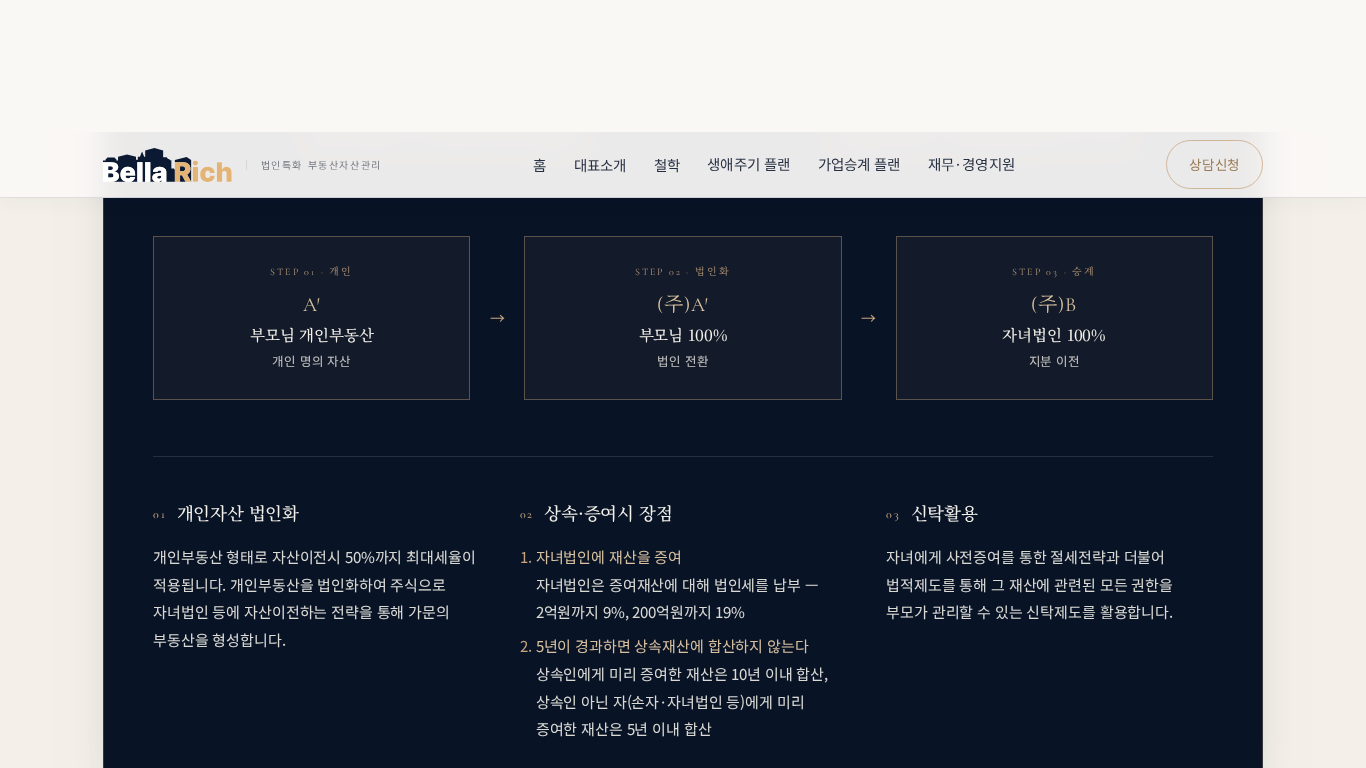 Bella Rich
법인특화 부동산자산관리
홈
대표소개
철학
생애주기 플랜
가업승계 플랜
재무·경영지원
상담신청
STEP 01 · 개인
A′
부모님 개인부동산
개인 명의 자산
→
STEP 02 · 법인화
(주)A′
부모님 100%
법인 전환
→
STEP 03 · 승계
(주)B
자녀법인 100%
지분 이전
01 개인자산 법인화
개인부동산 형태로 자산이전시 50%까지 최대세율이
적용됩니다. 개인부동산을 법인화하여 주식으로
자녀법인 등에 자산이전하는 전략을 통해 가문의
부동산을 형성합니다.
02 상속·증여시 장점
1. 자녀법인에 재산을 증여
자녀법인은 증여재산에 대해 법인세를 납부 —
2억원까지 9%, 200억원까지 19%
2. 5년이 경과하면 상속재산에 합산하지 않는다
상속인에게 미리 증여한 재산은 10년 이내 합산,
상속인 아닌 자(손자·자녀법인 등)에게 미리
증여한 재산은 5년 이내 합산
03 신탁활용
자녀에게 사전증여를 통한 절세전략과 더불어
법적제도를 통해 그 재산에 관련된 모든 권한을
부모가 관리할 수 있는 신탁제도를 활용합니다.